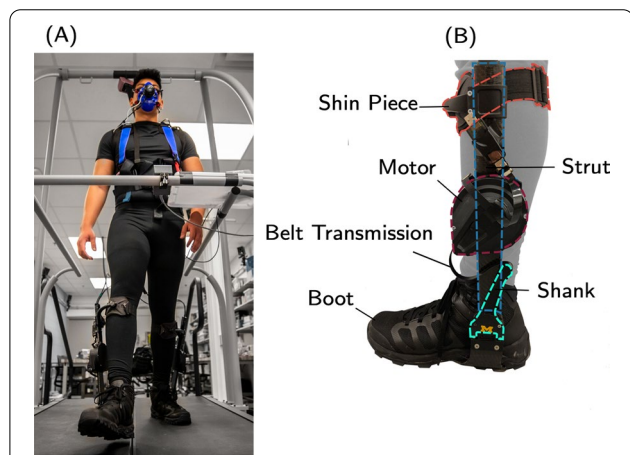 (A)
(B)
Shin Piece
Strut
Motor
Belt Transmission
Shank
Boot
M